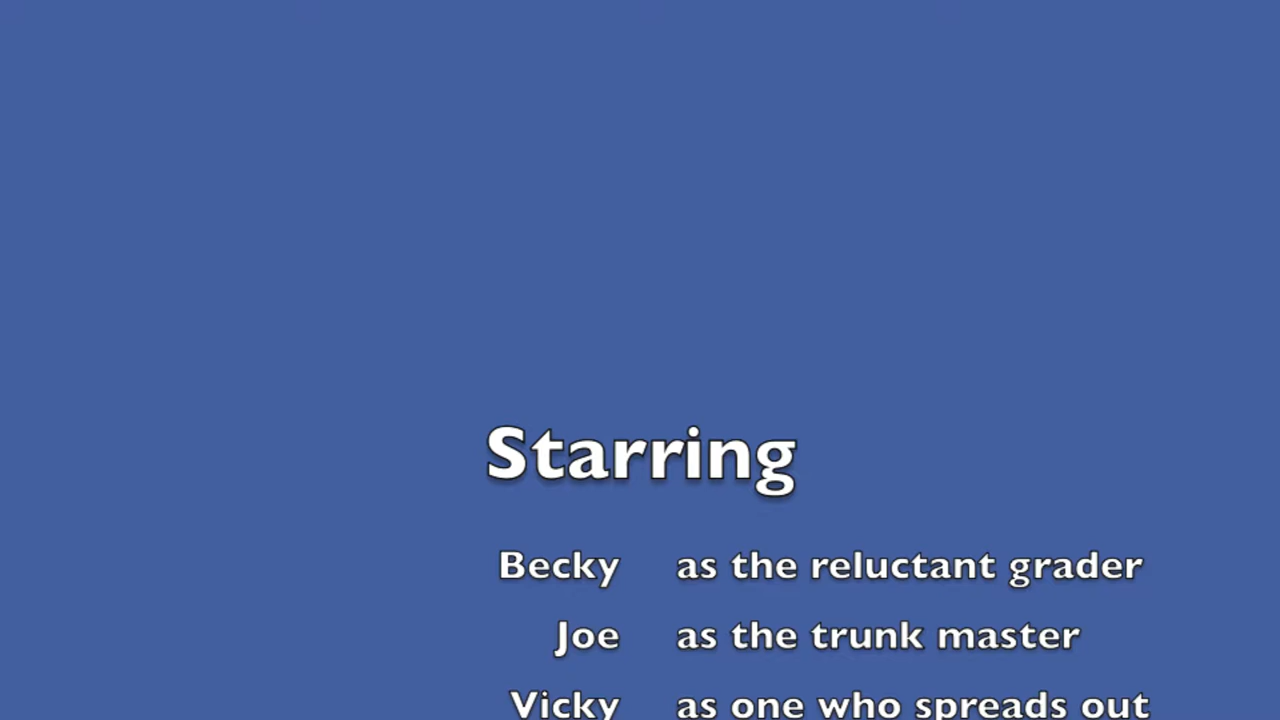 Starring
Becky as the reluctant grader
Joe as the trunk master
Vicky as one who spreads out